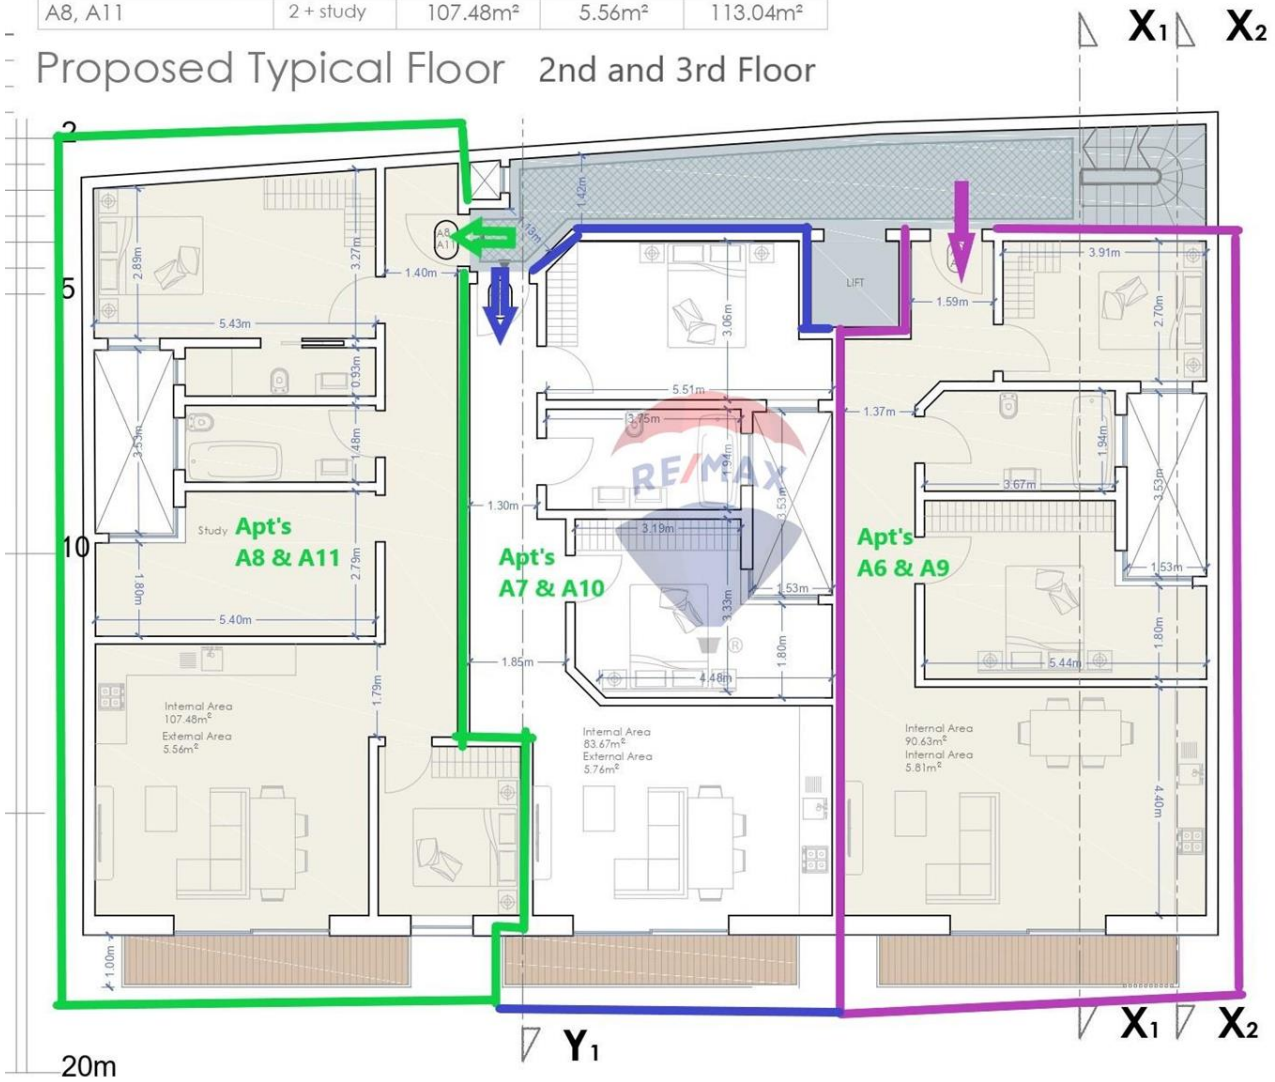 A8, A11 2 + study 107.48m² 5.56m² 113.04m²
Proposed Typical Floor 2nd and 3rd Floor
X1 X2
2
5
10
20m
1.42m
A8
A11
1.40m
2.89m
3.27m
5.43m
LIFT
3.06m
5.51m
1.59m
3.91m
2.70m
0.93m
1.48m
3.53m
3.75m
1.94m
RE/MAX
®
3.53m
1.37m
1.94m
3.67m
3.53m
1.30m
3.19m
Study
Apt's
A8 & A11
Apt's
A7 & A10
Apt's
A6 & A9
2.79m
1.80m
5.40m
1.53m
3.33m
1.53m
1.85m
1.80m
4.48m
1.80m
5.44m
1.79m
Internal Area
107.48m²
External Area
5.56m²
Internal Area
83.67m²
External Area
5.76m²
Internal Area
90.63m²
Internal Area
5.81m²
4.40m
1.00m
Y1
X1 X2